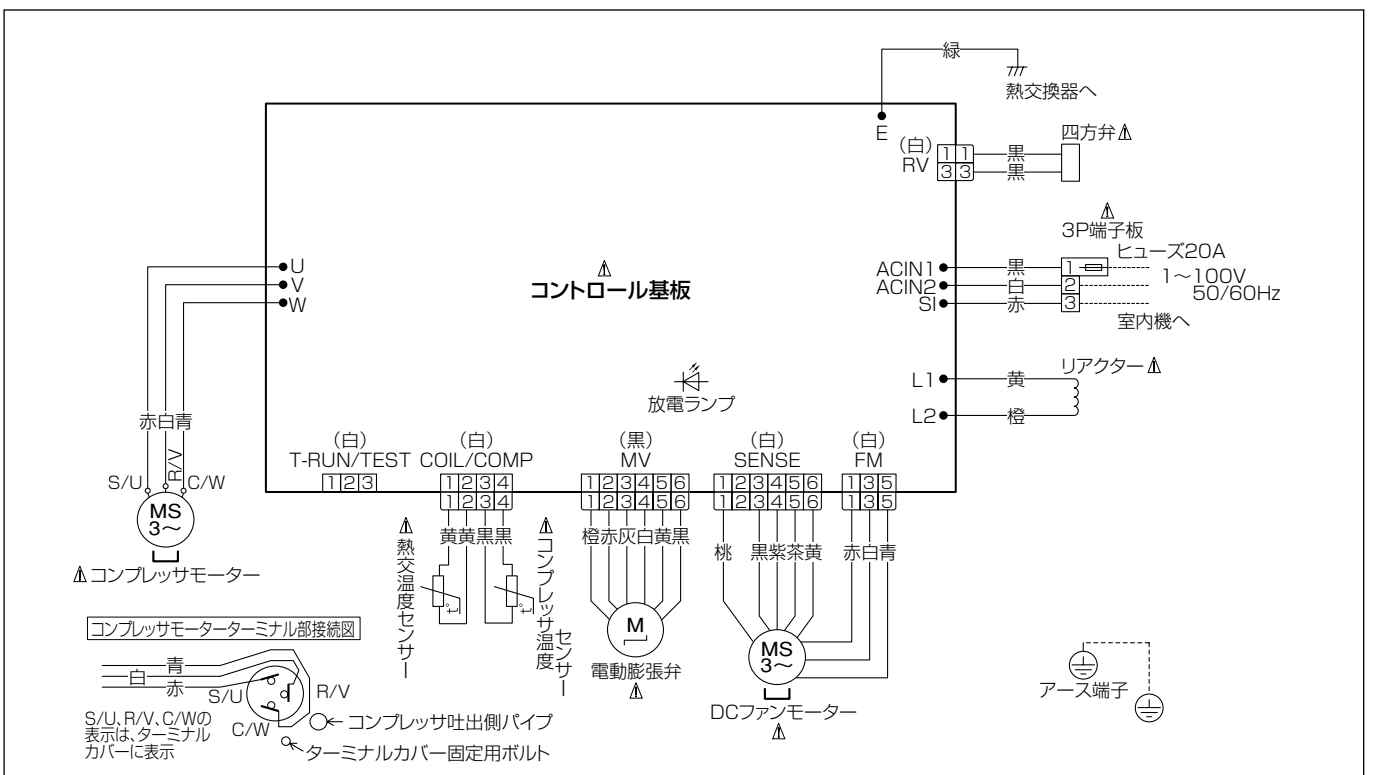 緑
熱交換器へ
E
四方弁⚠
(白)
RV
1 1 黒
3 3 黒
⚠
3P端子板
ヒューズ20A
ACIN1 黒 1
ACIN2 白 2
SI 赤 3
1～100V
50/60Hz
室内機へ
U
V
W
⚠
コントロール基板
リアクター⚠
L1 黄
L2 橙
放電ランプ
赤白青
S/U R/V C/W
MS
3～
⚠コンプレッサモーター
(白)
T-RUN/TEST
1 2 3
(白)
COIL/COMP
1 2 3 4
1 2 3 4
黄黄黒黒
⚠熱交温度センサー
t°
t°
⚠コンプレッサ温度
センサー
(黒)
MV
1 2 3 4 5 6
1 2 3 4 5 6
橙赤灰白黄黒
M
電動膨張弁
⚠
(白)
SENSE
1 2 3 4 5 6
1 2 3 4 5 6
桃 黒紫茶黄
(白)
FM
1 3 5
1 3 5
赤白青
MS
3～
DCファンモーター
⚠
アース端子
コンプレッサモーターターミナル部接続図
青
白
赤
S/U
R/V
C/W
S/U、R/V、C/Wの
表示は、ターミナル
カバーに表示
コンプレッサ吐出側パイプ
ターミナルカバー固定用ボルト